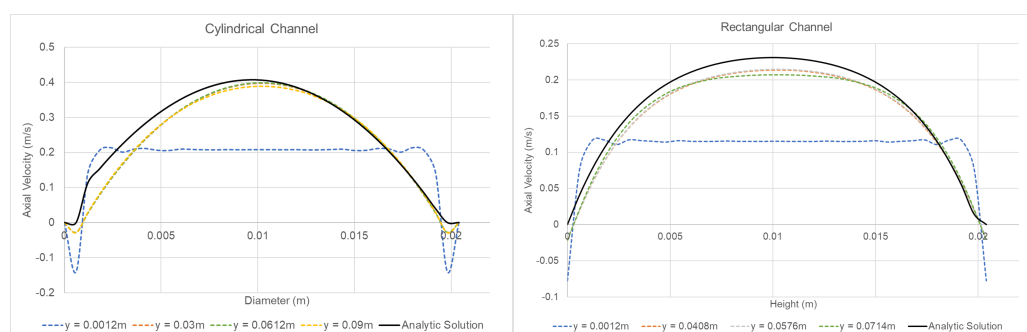 Cylindrical Channel
0.5
0.4
0.3
0.2
0.1
0
-0.1
-0.2
Axial Velocity (m/s)
0 0.005 0.01 0.015 0.02
Diameter (m)
y = 0.0012m y = 0.03m y = 0.0612m y = 0.09m Analytic Solution
Rectangular Channel
0.25
0.2
0.15
0.1
0.05
0
-0.05
-0.1
Axial Velocity (m/s)
0 0.005 0.01 0.015 0.02
Height (m)
y = 0.0012m y = 0.0408m y = 0.0576m y = 0.0714m Analytic Solution